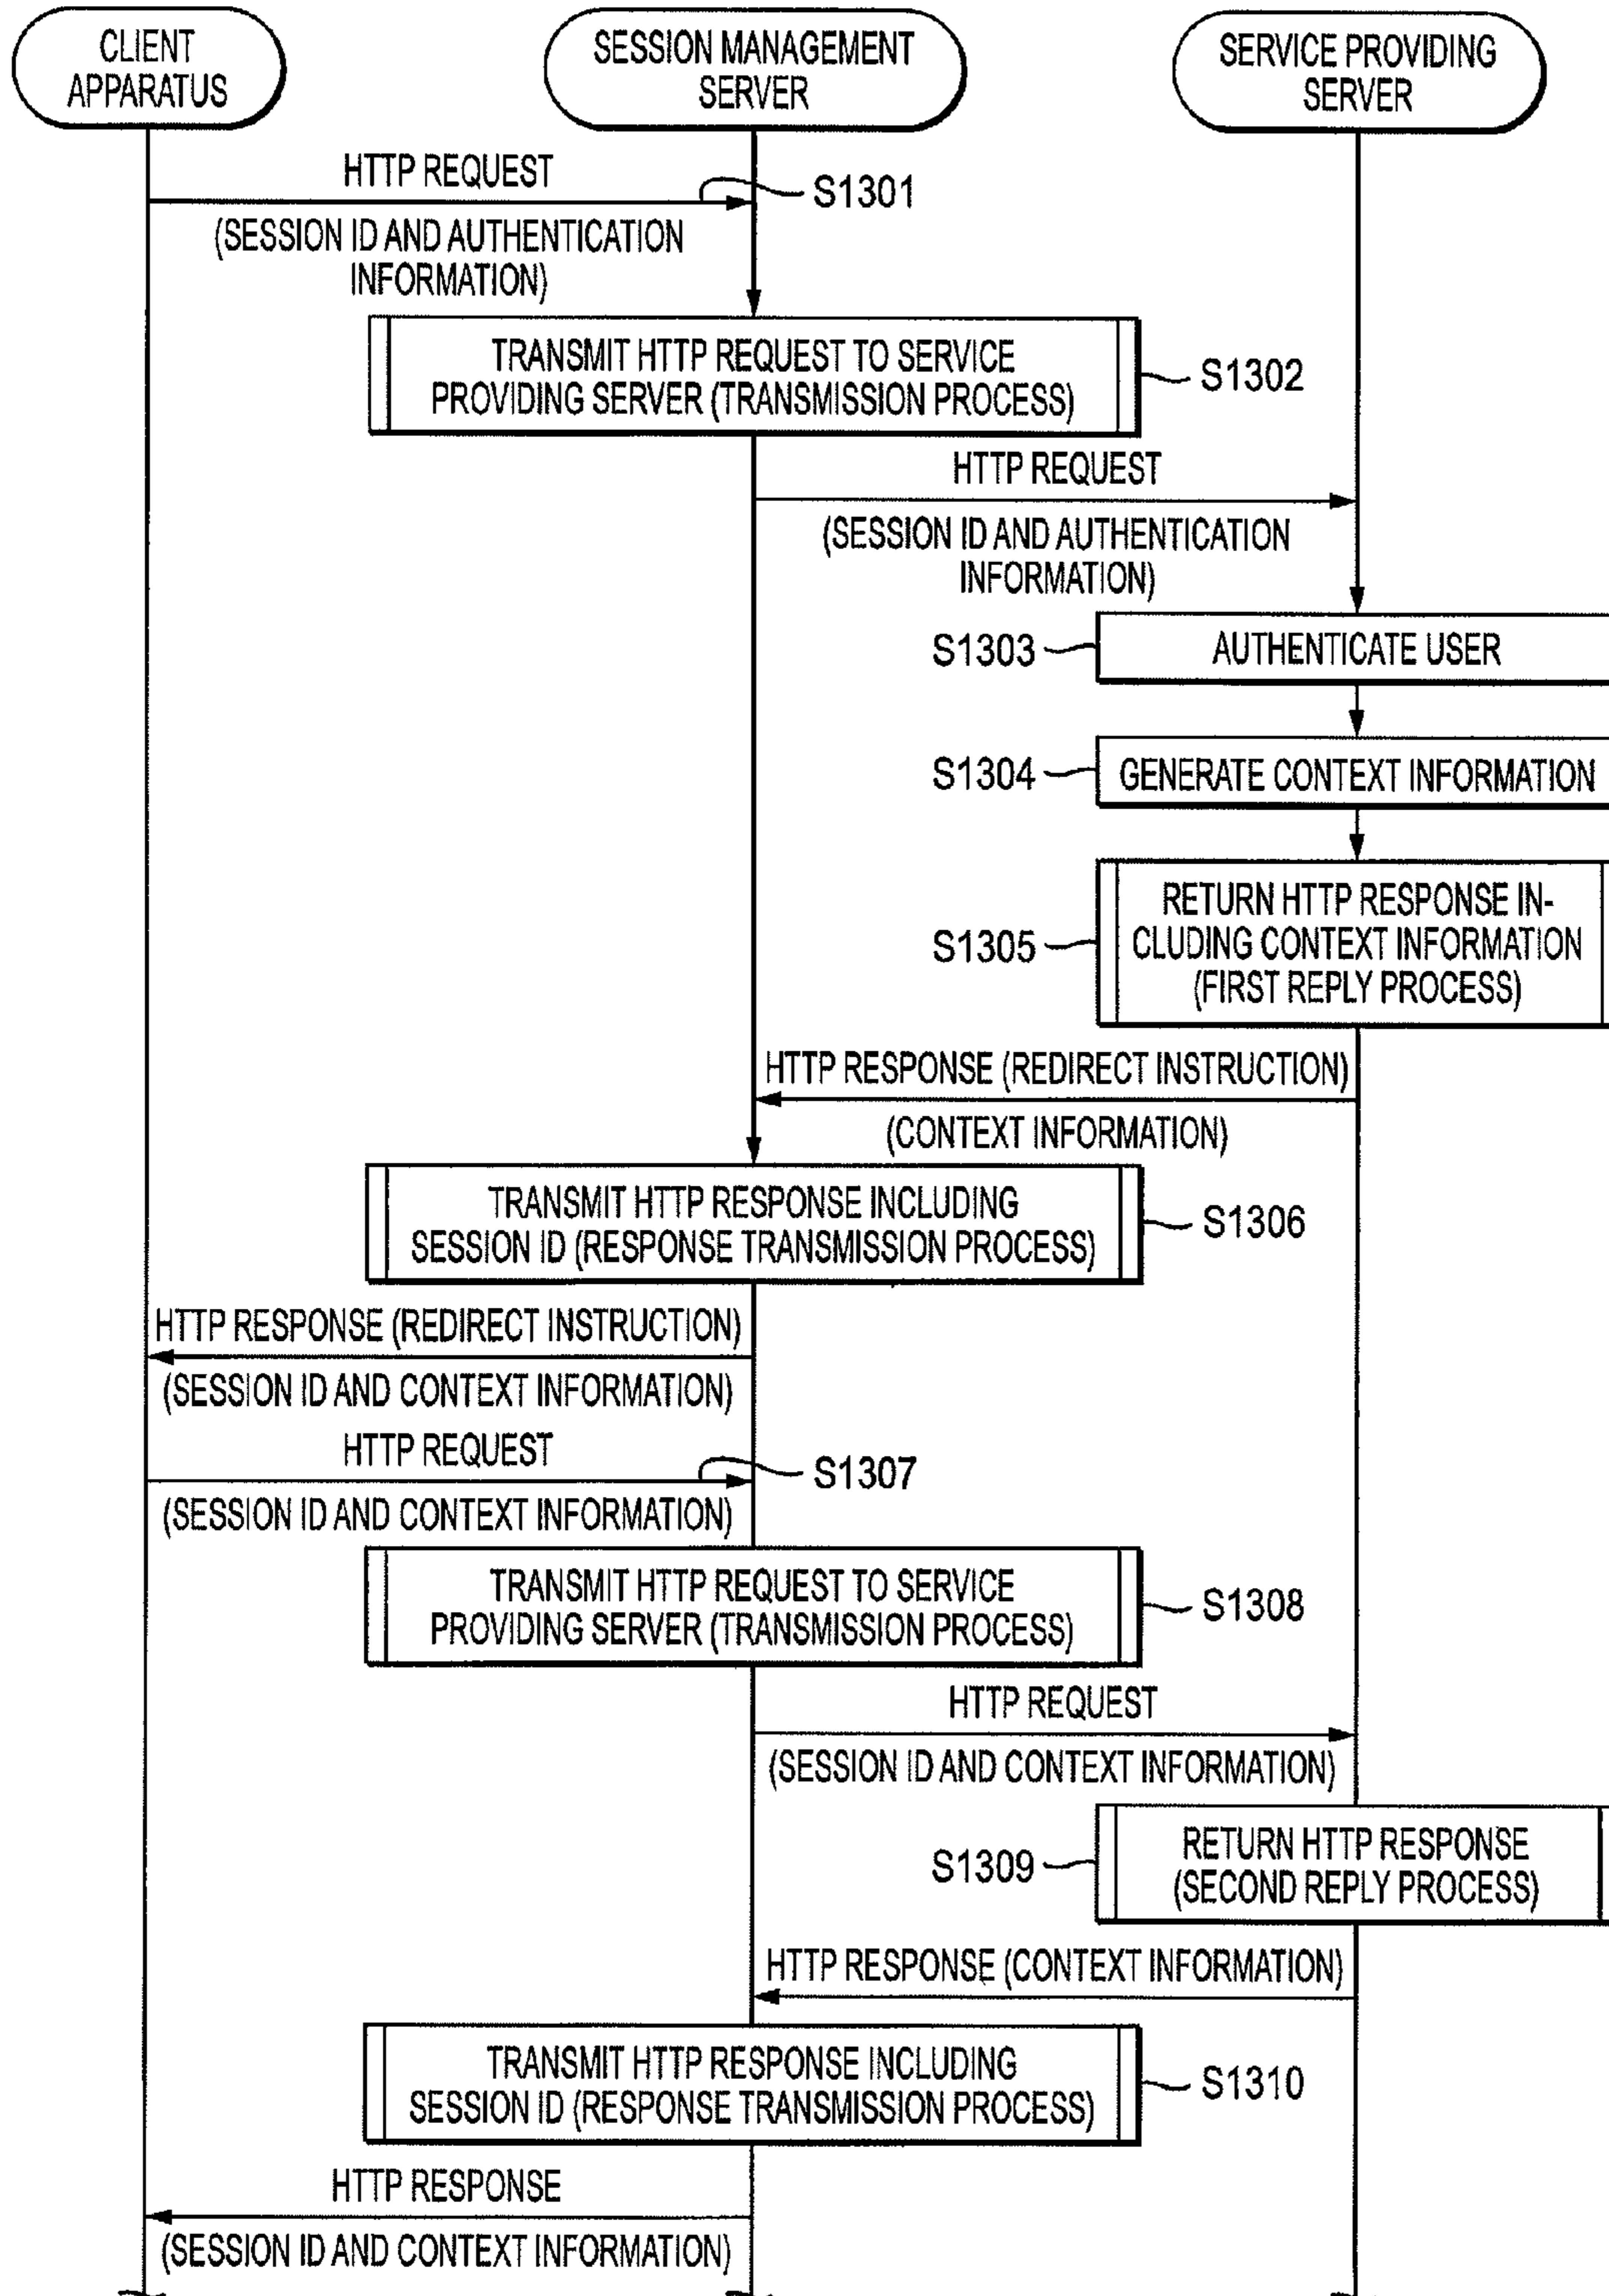 CLIENT
APPARATUS
SESSION MANAGEMENT
SERVER
SERVICE PROVIDING
SERVER
HTTP REQUEST
S1301
(SESSION ID AND AUTHENTICATION
INFORMATION)
TRANSMIT HTTP REQUEST TO SERVICE
PROVIDING SERVER (TRANSMISSION PROCESS)
S1302
HTTP REQUEST
(SESSION ID AND AUTHENTICATION
INFORMATION)
S1303
AUTHENTICATE USER
S1304
GENERATE CONTEXT INFORMATION
S1305
RETURN HTTP RESPONSE IN-
CLUDING CONTEXT INFORMATION
(FIRST REPLY PROCESS)
HTTP RESPONSE (REDIRECT INSTRUCTION)
(CONTEXT INFORMATION)
TRANSMIT HTTP RESPONSE INCLUDING
SESSION ID (RESPONSE TRANSMISSION PROCESS)
S1306
HTTP RESPONSE (REDIRECT INSTRUCTION)
(SESSION ID AND CONTEXT INFORMATION)
HTTP REQUEST
S1307
(SESSION ID AND CONTEXT INFORMATION)
TRANSMIT HTTP REQUEST TO SERVICE
PROVIDING SERVER (TRANSMISSION PROCESS)
S1308
HTTP REQUEST
(SESSION ID AND CONTEXT INFORMATION)
S1309
RETURN HTTP RESPONSE
(SECOND REPLY PROCESS)
HTTP RESPONSE (CONTEXT INFORMATION)
TRANSMIT HTTP RESPONSE INCLUDING
SESSION ID (RESPONSE TRANSMISSION PROCESS)
S1310
HTTP RESPONSE
(SESSION ID AND CONTEXT INFORMATION)